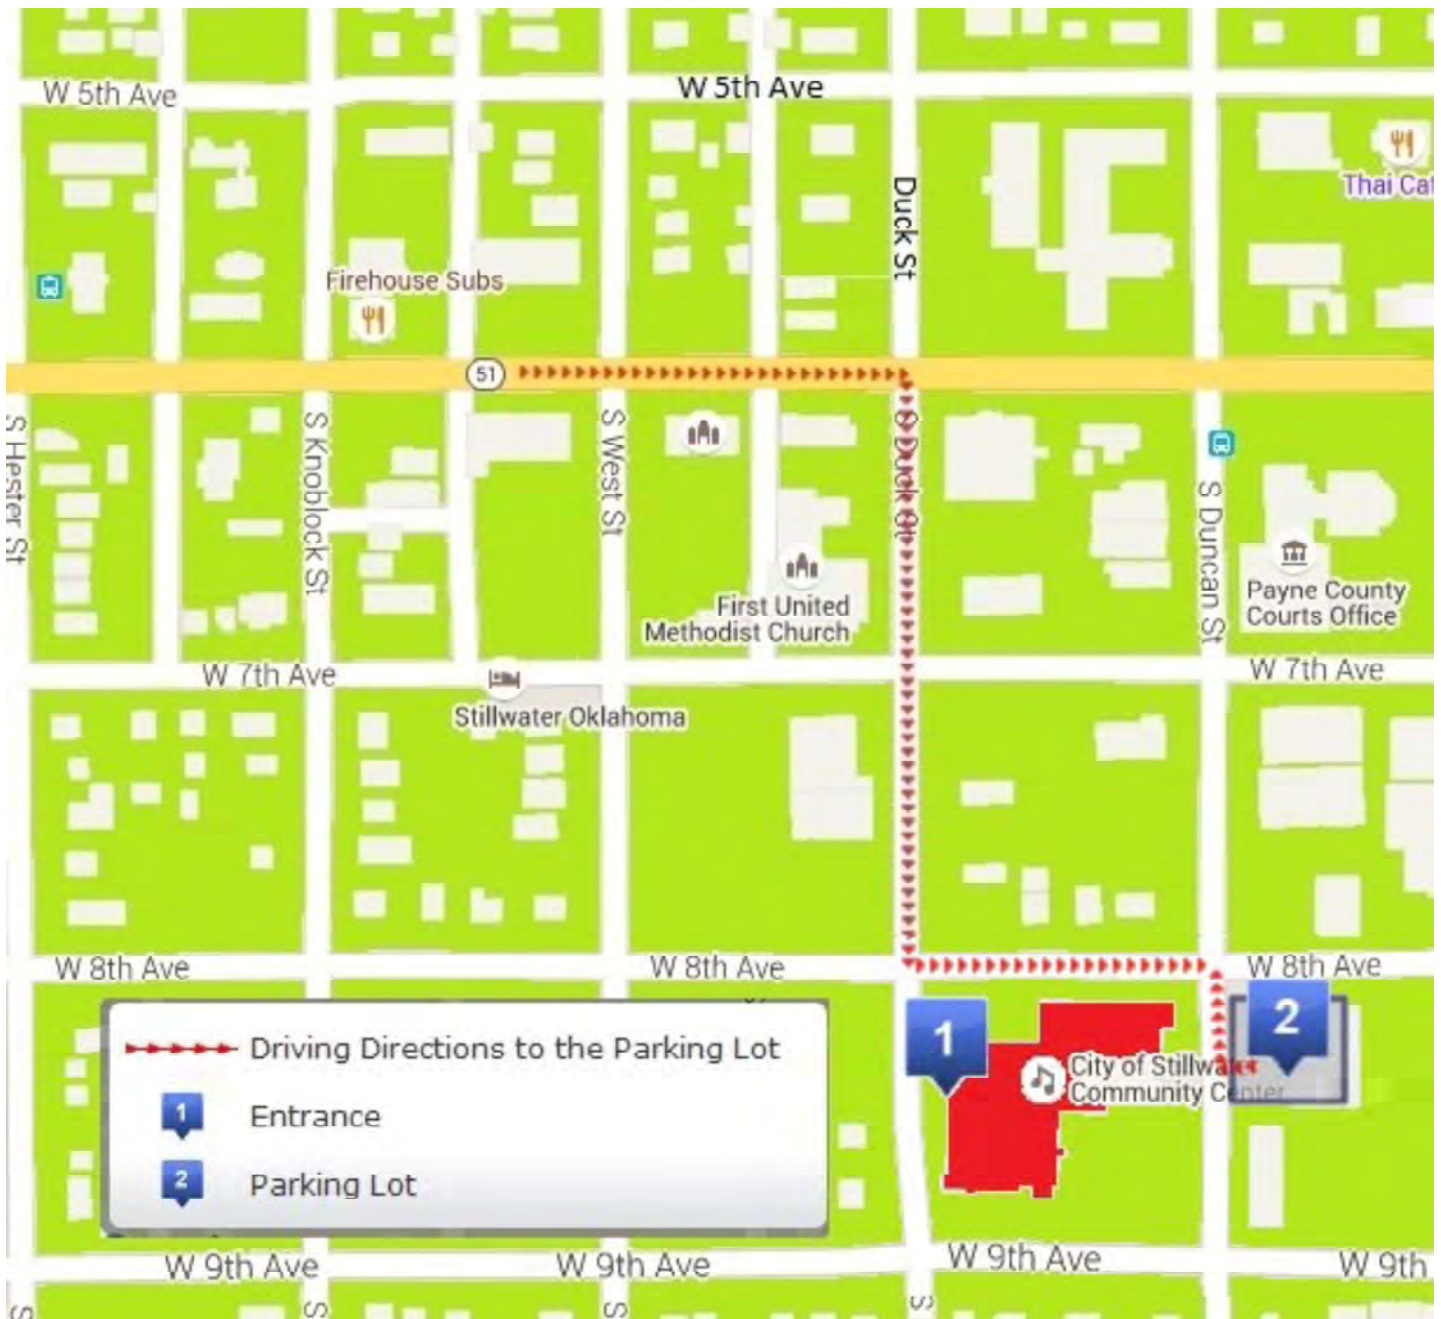 W 5th Ave
W 5th Ave
Duck St
Thai Caf
Firehouse Subs
51
S Hester St
S Knoblock St
S West St
S Duck St
S Duncan St
First United
Methodist Church
Payne County
Courts Office
W 7th Ave
W 7th Ave
Stillwater Oklahoma
W 8th Ave
W 8th Ave
W 8th Ave
1
2
City of Stillwa
Community Center
Driving Directions to the Parking Lot
1
Entrance
2
Parking Lot
W 9th Ave
W 9th Ave
W 9th Ave
W 9th
S
S
S
S